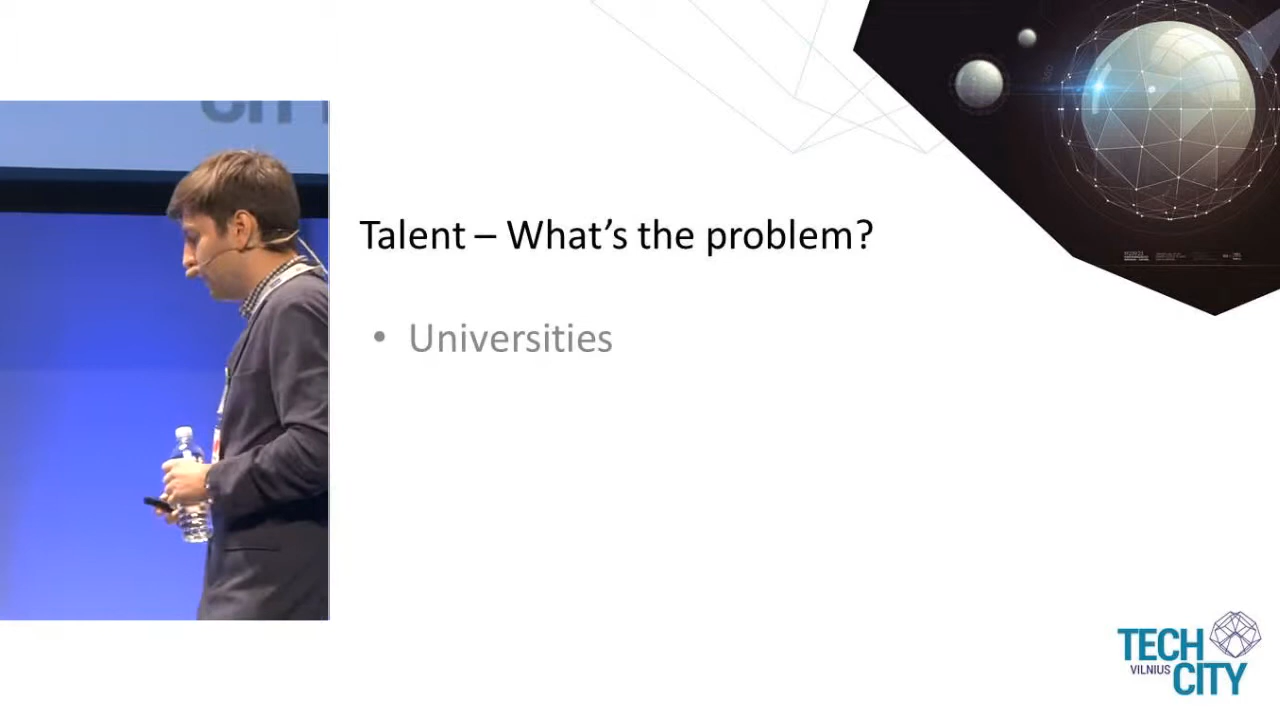 Talent – What's the problem?
• Universities
TECH
VILNIUS
CITY